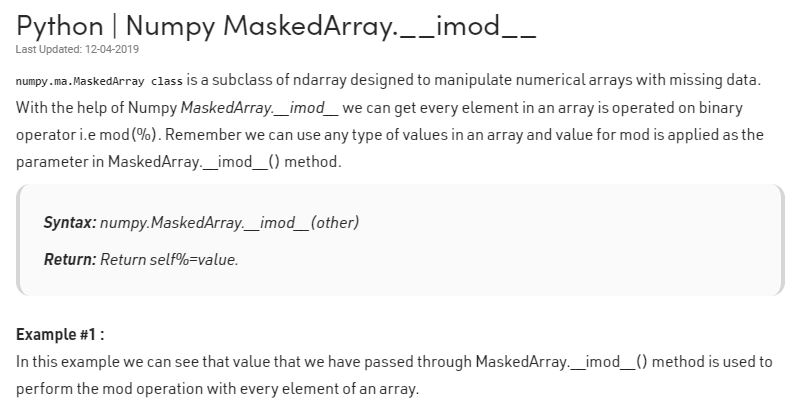 Python | Numpy MaskedArray.__imod__
Last Updated: 12-04-2019
numpy.ma.MaskedArray class is a subclass of ndarray designed to manipulate numerical arrays with missing data.
With the help of Numpy MaskedArray.__imod__ we can get every element in an array is operated on binary
operator i.e mod(%). Remember we can use any type of values in an array and value for mod is applied as the
parameter in MaskedArray.__imod__() method.
Syntax: numpy.MaskedArray.__imod__(other)
Return: Return self%=value.
Example #1 :
In this example we can see that value that we have passed through MaskedArray.__imod__() method is used to
perform the mod operation with every element of an array.